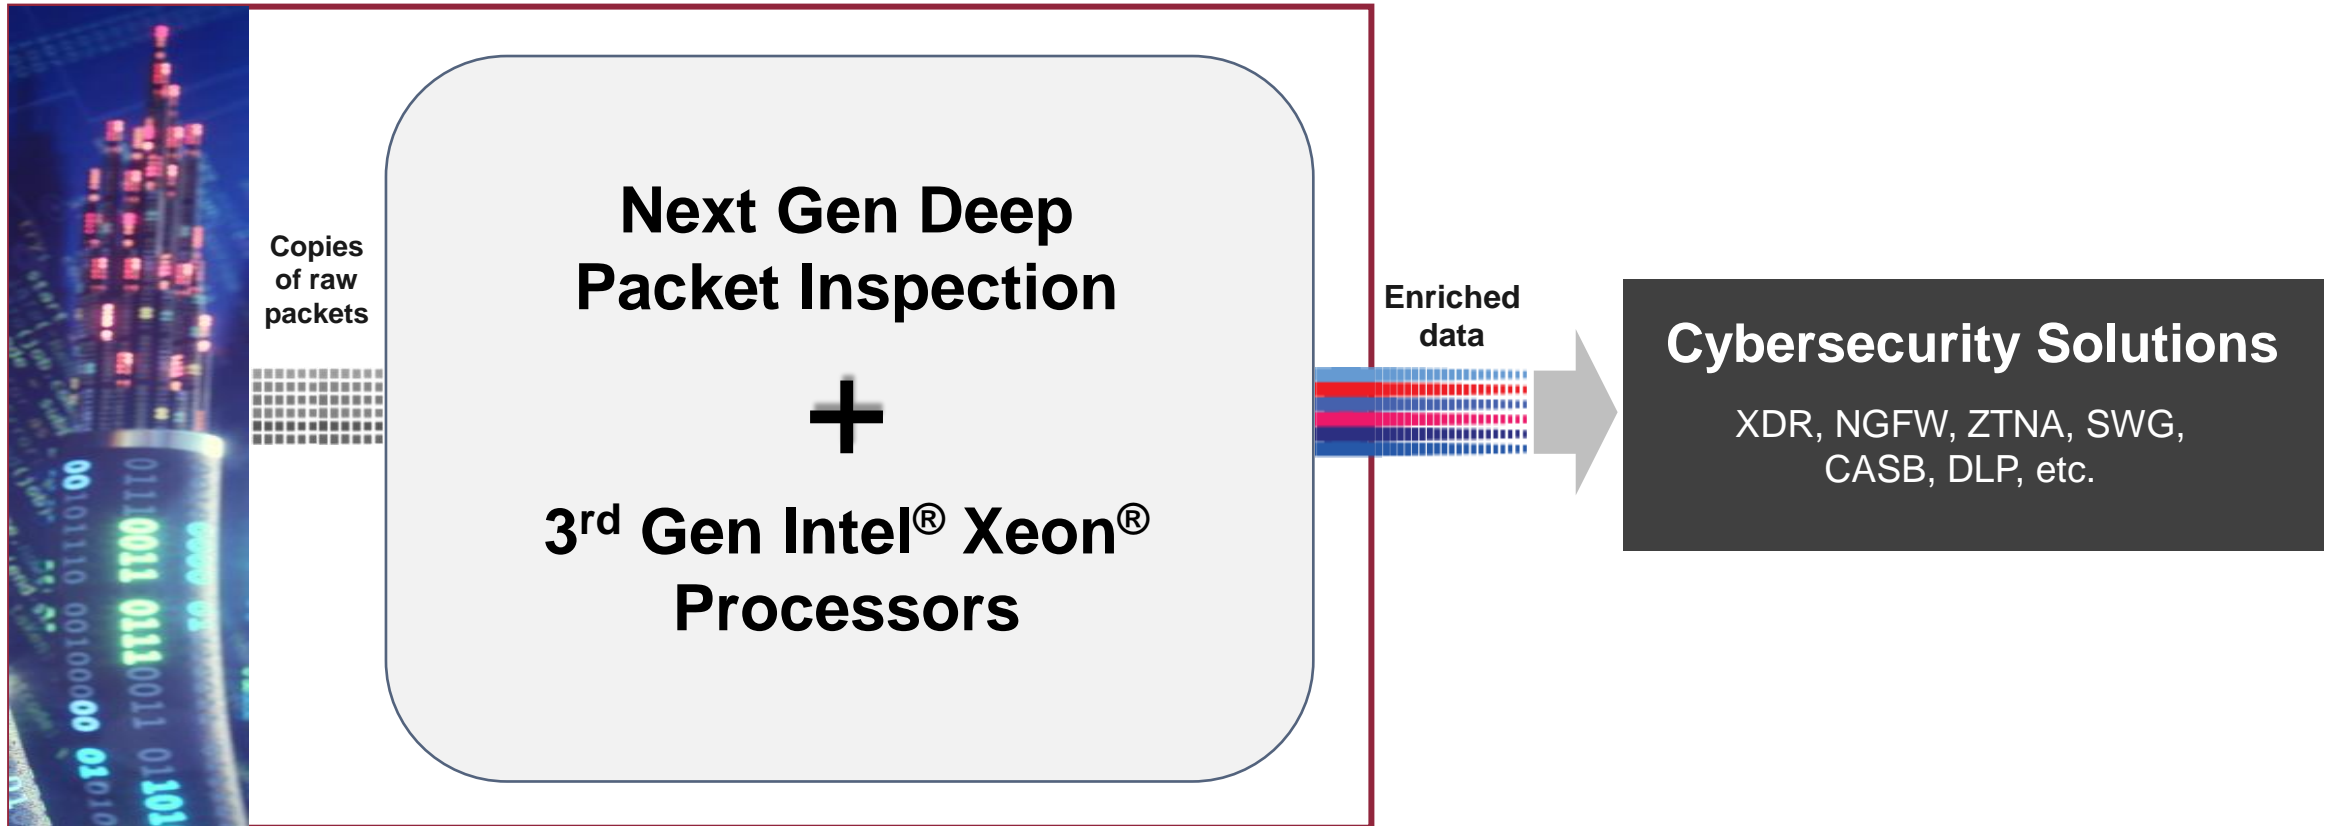 Copies
of raw
packets
Next Gen Deep
Packet Inspection
+
3rd Gen Intel® Xeon®
Processors
Enriched
data
Cybersecurity Solutions
XDR, NGFW, ZTNA, SWG,
CASB, DLP, etc.